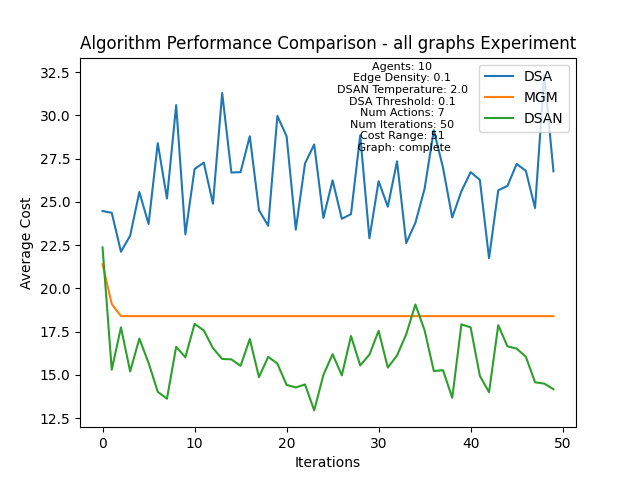 Algorithm Performance Comparison - all graphs Experiment
Agents: 10
Edge Density: 0.1
DSAN Temperature: 2.0
DSA Threshold: 0.1
Num Actions: 7
Num Iterations: 50
Cost Range: 51
Graph: complete
DSA
MGM
DSAN
Average Cost
32.5
30.0
27.5
25.0
22.5
20.0
17.5
15.0
12.5
0
10
20
30
40
50
Iterations